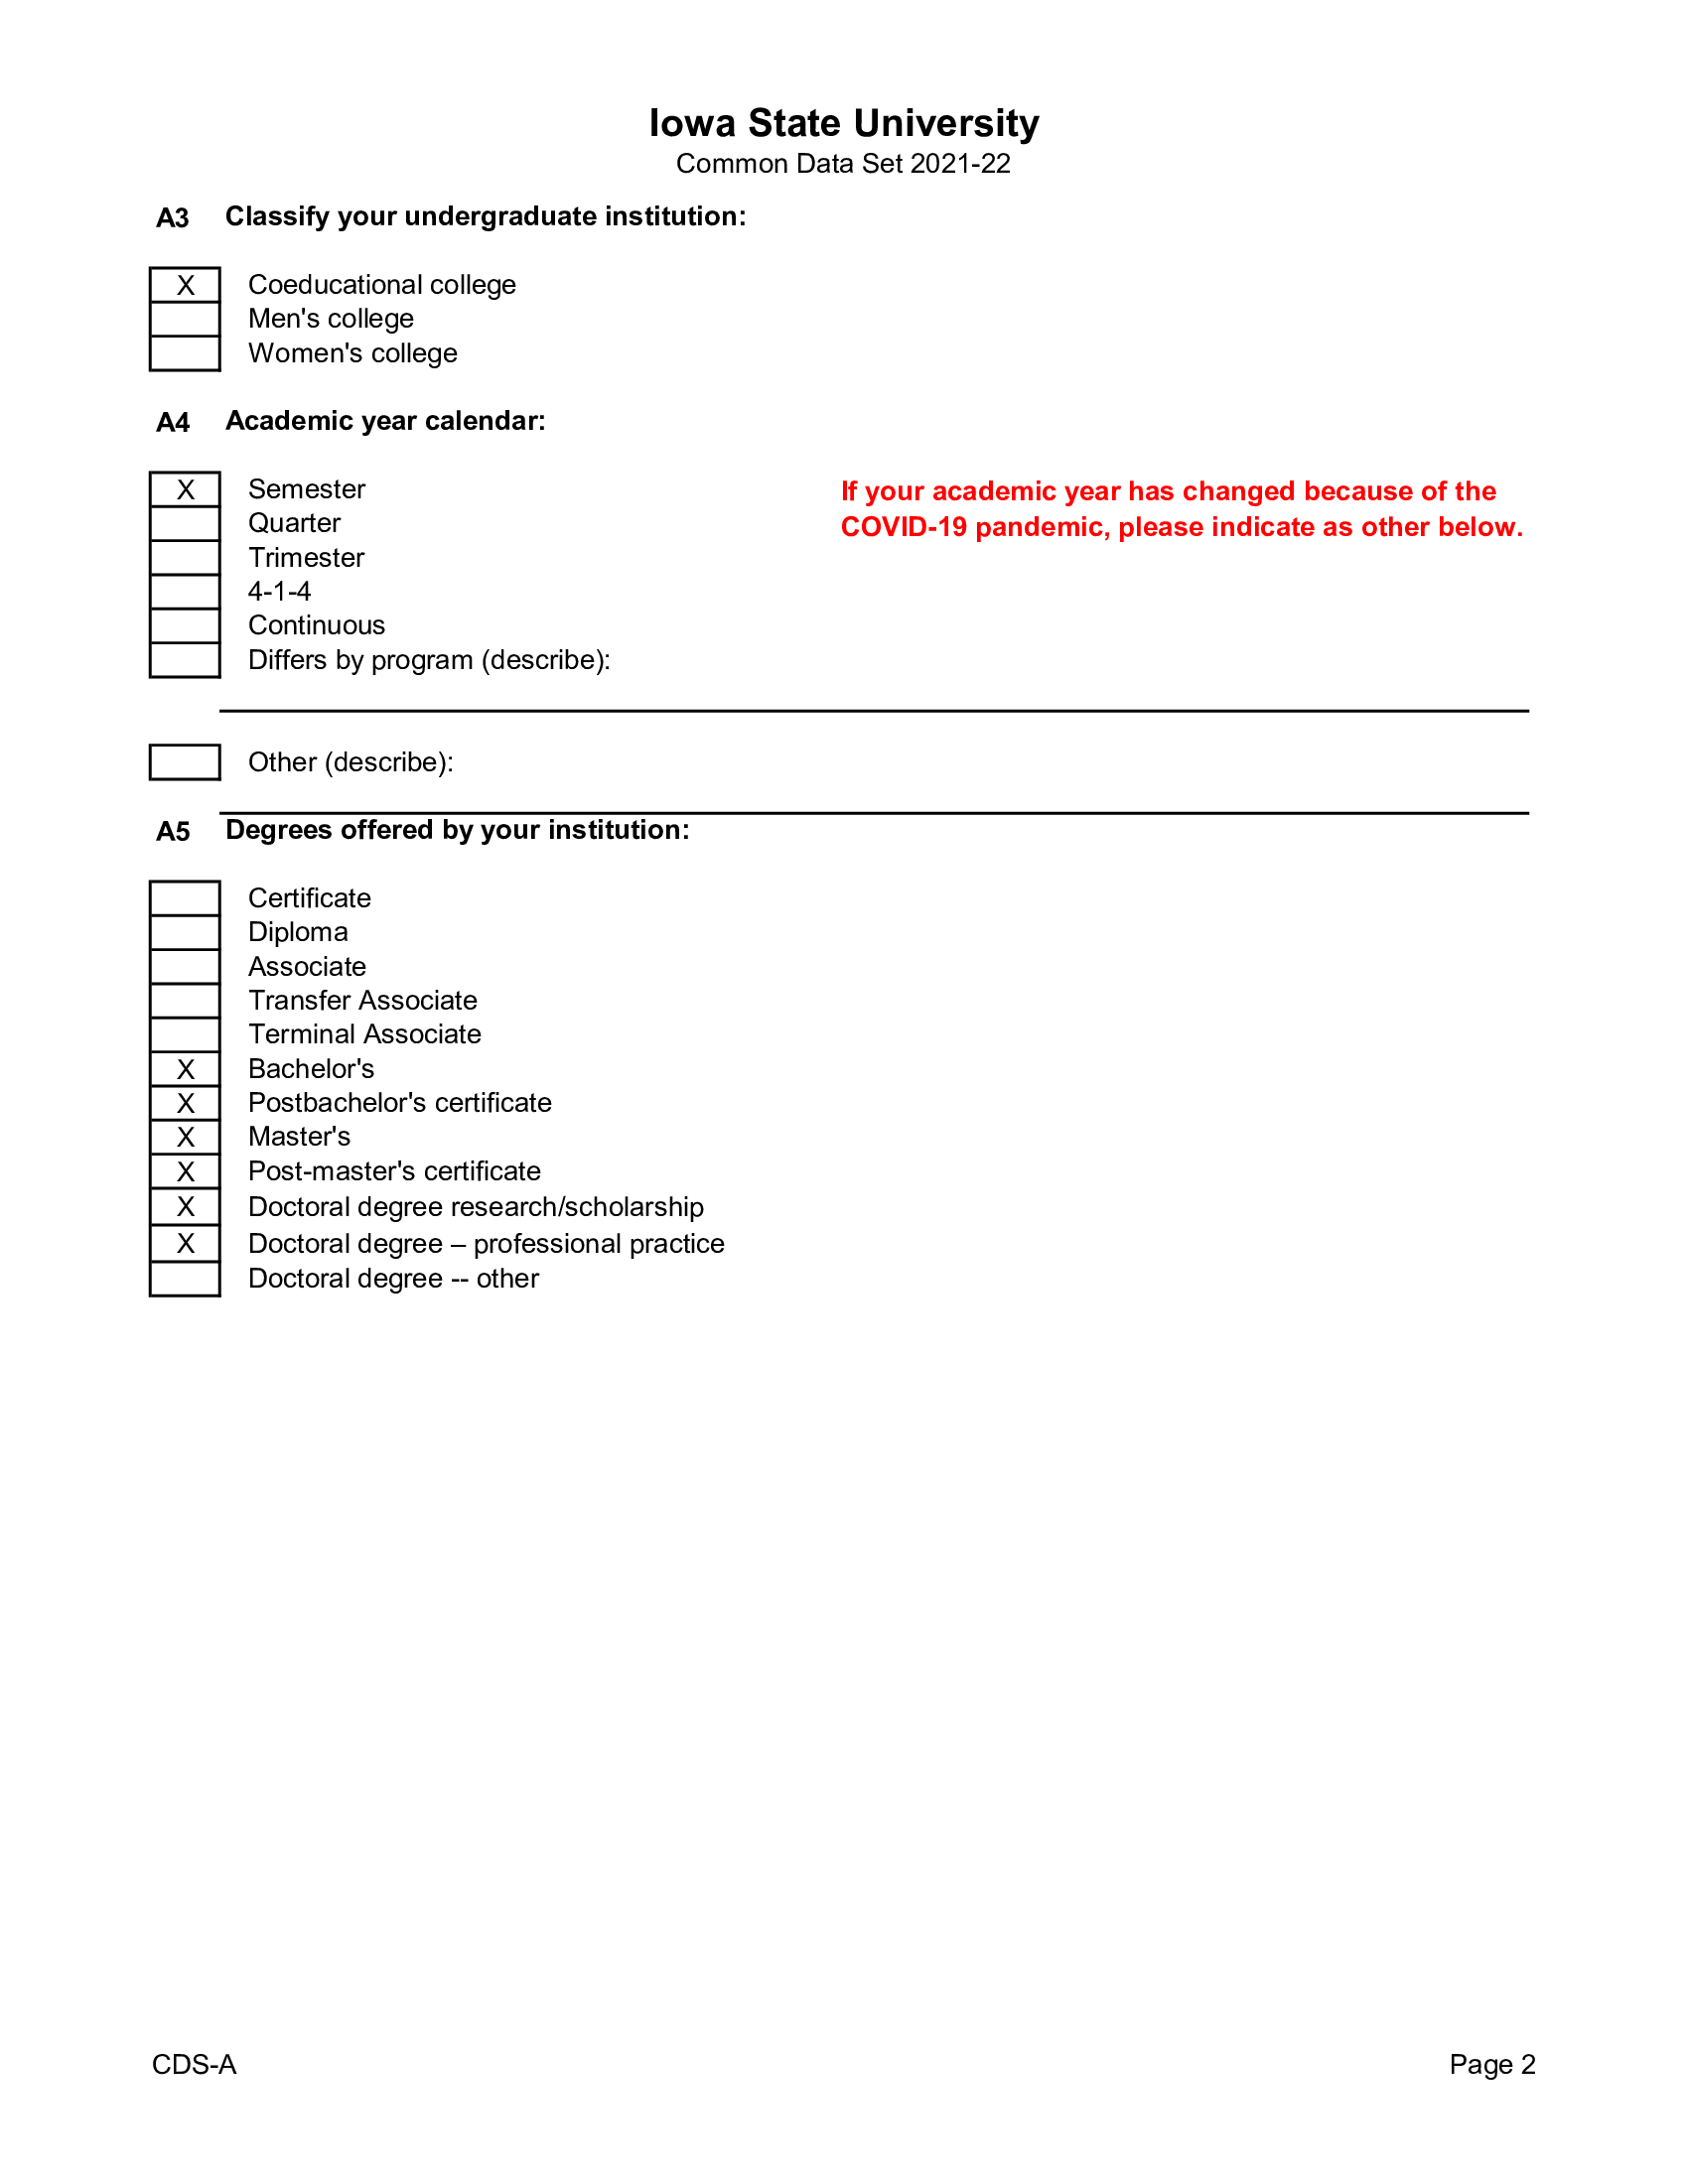 Iowa State University
Common Data Set 2021-22
A3 Classify your undergraduate institution:
X Coeducational college
Men's college
Women's college
A4 Academic year calendar:
X Semester
If your academic year has changed because of the
COVID-19 pandemic, please indicate as other below.
Quarter
Trimester
4-1-4
Continuous
Differs by program (describe):
Other (describe):
A5 Degrees offered by your institution:
Certificate
Diploma
Associate
Transfer Associate
Terminal Associate
X Bachelor's
X Postbachelor's certificate
X Master's
X Post-master's certificate
X Doctoral degree research/scholarship
X Doctoral degree – professional practice
Doctoral degree -- other
CDS-A Page 2